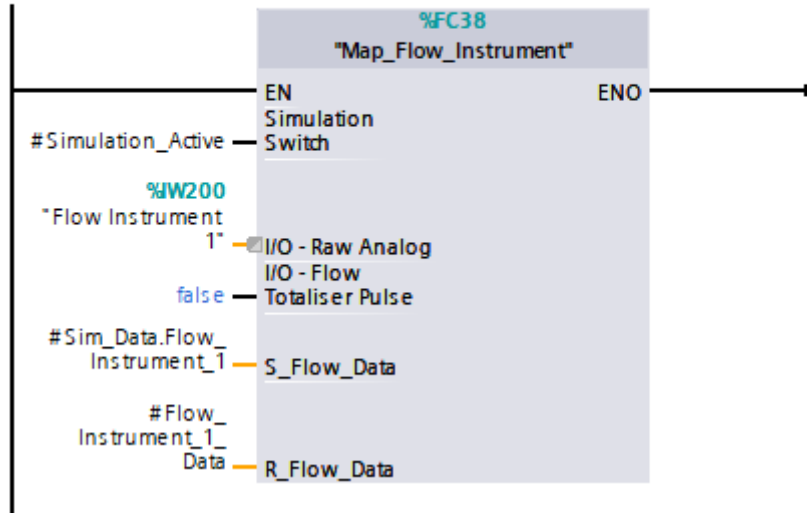 %FC38
"Map_Flow_Instrument"
EN
ENO
Simulation
#Simulation_Active
Switch
%IW200
"Flow Instrument
1"
I/O - Raw Analog
I/O - Flow
false
Totaliser Pulse
#Sim_Data.Flow_
Instrument_1
S_Flow_Data
#Flow_
Instrument_1_
Data
R_Flow_Data